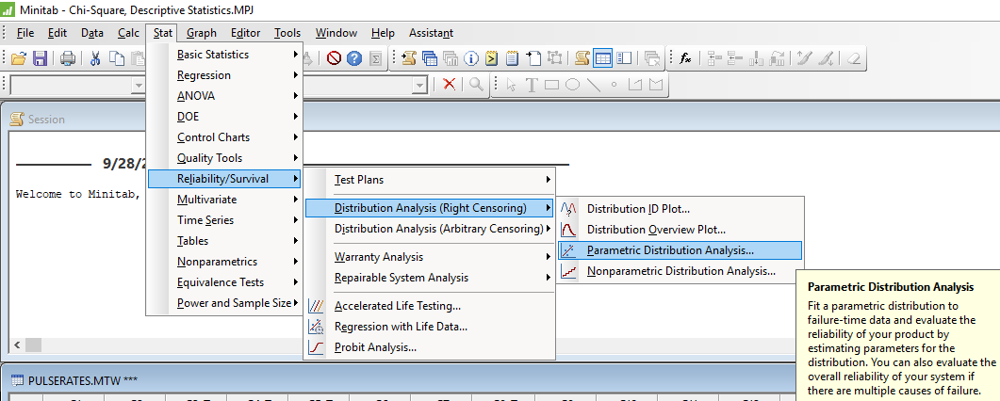 Minitab - Chi-Square, Descriptive Statistics.MPJ
File Edit Data Calc Stat Graph Editor Tools Window Help Assistant
Basic Statistics
Regression
ANOVA
DOE
Control Charts
Quality Tools
Reliability/Survival
Multivariate
Time Series
Tables
Nonparametrics
Equivalence Tests
Power and Sample Size
Session
9/28/2
Welcome to Minitab,
Test Plans
Distribution Analysis (Right Censoring)
Distribution Analysis (Arbitrary Censoring)
Warranty Analysis
Repairable System Analysis
Accelerated Life Testing...
Regression with Life Data...
Probit Analysis...
Distribution ID Plot...
Distribution Overview Plot...
Parametric Distribution Analysis...
Nonparametric Distribution Analysis...
Parametric Distribution Analysis
Fit a parametric distribution to
failure-time data and evaluate the
reliability of your product by
estimating parameters for the
distribution. You can also evaluate the
overall reliability of your system if
there are multiple causes of failure.
PULSERATES.MTW ***